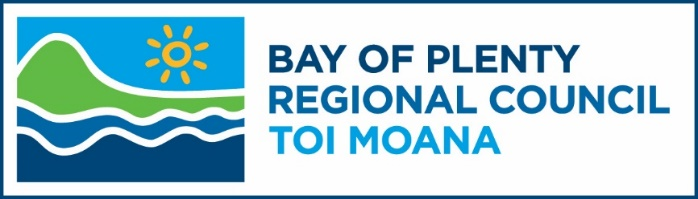 BAY OF PLENTY
REGIONAL COUNCIL
TOI MOANA